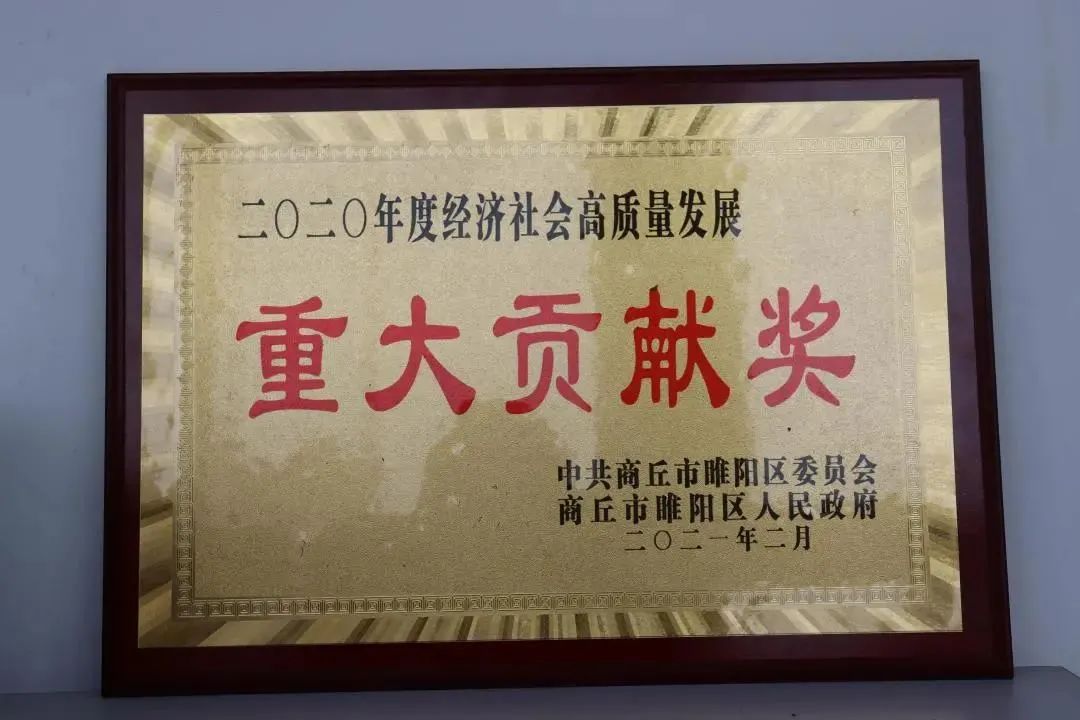 二〇二〇年度经济社会高质量发展
重大贡献奖
中共商丘市睢阳区委员会
商丘市睢阳区人民政府
二〇二一年二月